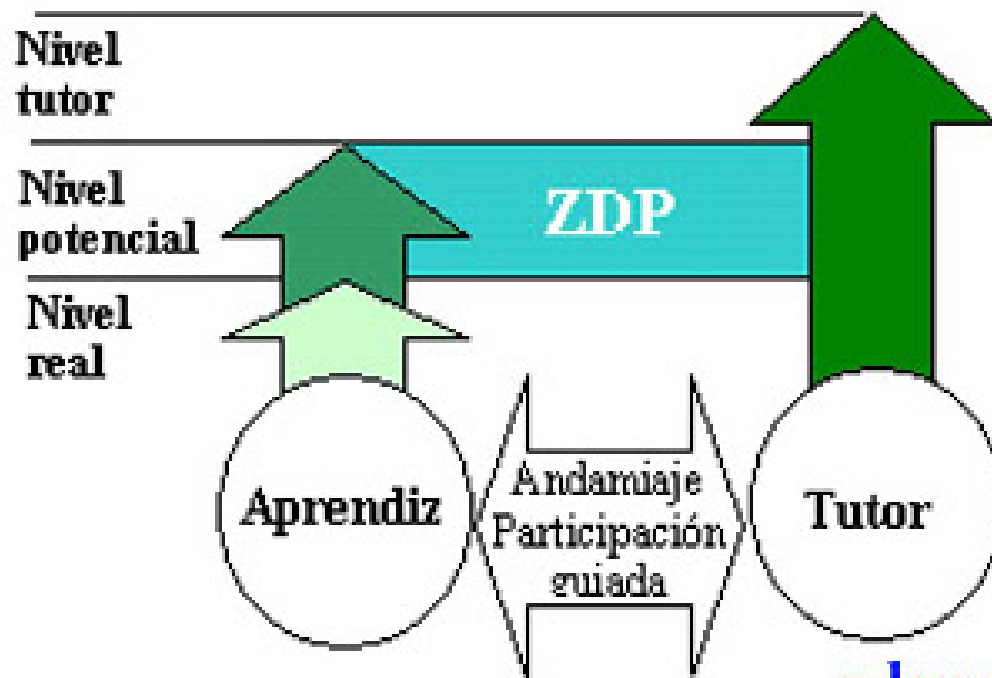 Nivel
tutor
Nivel
potencial
ZDP
Nivel
real
Aprendiz
Andamiaje
Participación
guiada
Tutor